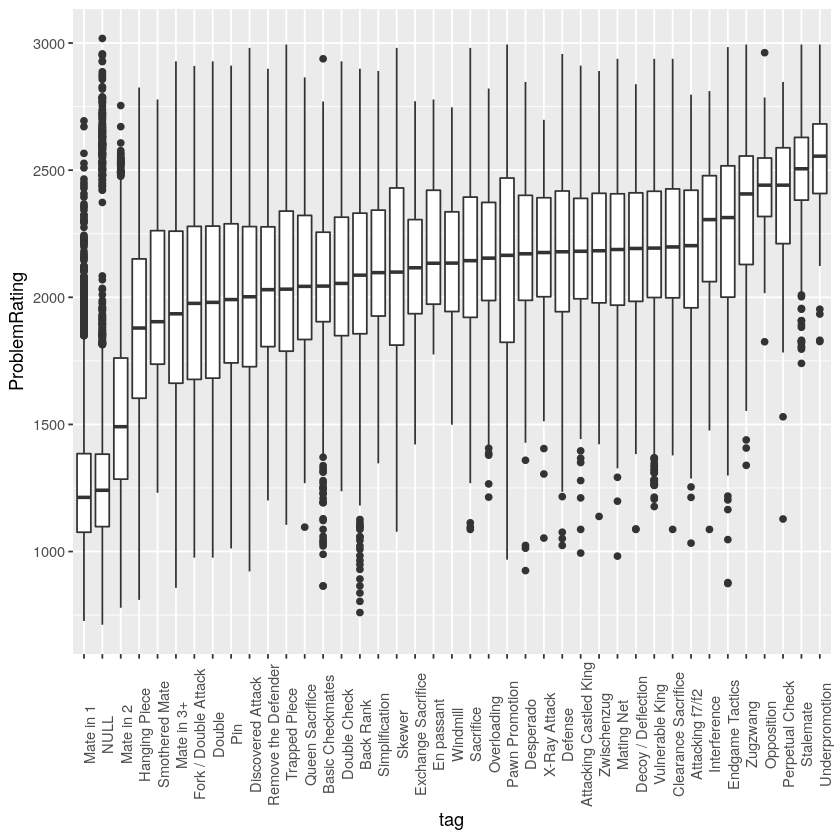 3000
2500
2000
1500
1000
ProblemRating
Mate in 1
NULL
Mate in 2
Hanging Piece
Smothered Mate
Mate in 3+
Fork / Double Attack
Double
Pin
Discovered Attack
Remove the Defender
Trapped Piece
Queen Sacrifice
Basic Checkmates
Double Check
Back Rank
Simplification
Skewer
Exchange Sacrifice
En passant
Windmill
Sacrifice
Overloading
Pawn Promotion
Desperado
X-Ray Attack
Defense
Attacking Castled King
Zwischenzug
Mating Net
Decoy / Deflection
Vulnerable King
Clearance Sacrifice
Attacking f7/f2
Interference
Endgame Tactics
Zugzwang
Opposition
Perpetual Check
Stalemate
Underpromotion
tag